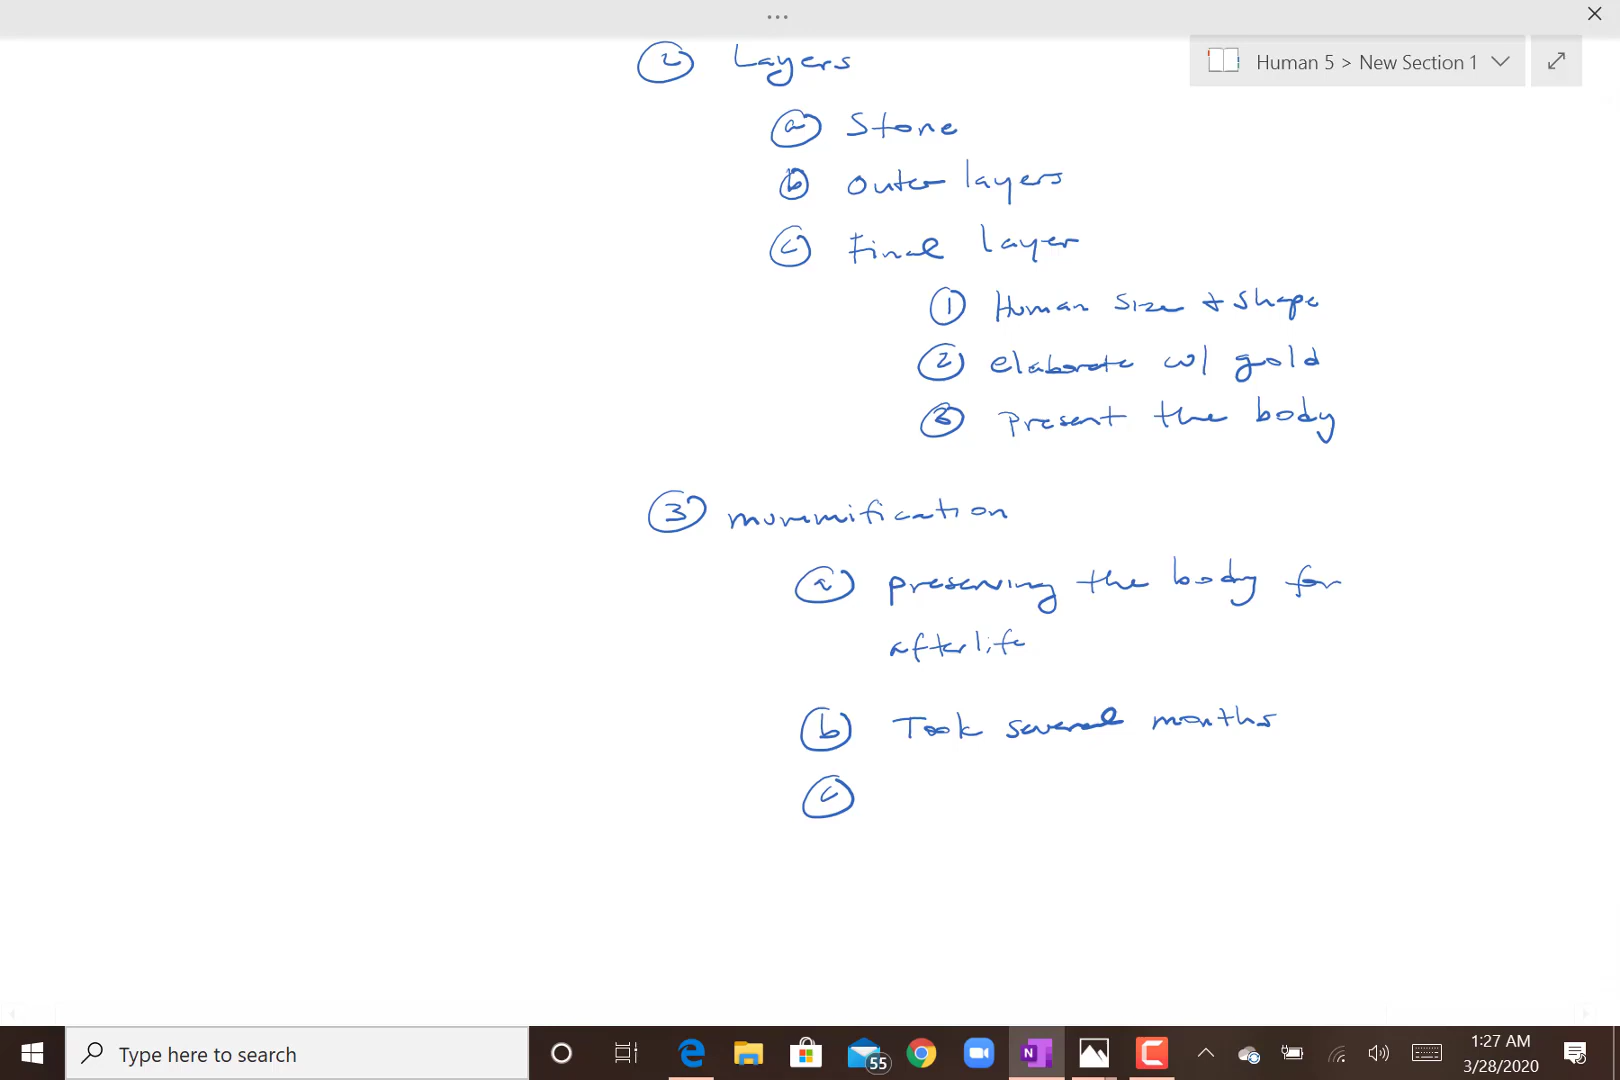 Human 5 > New Section 1
2 Layers
a Stone
b outer layers
c Final layer
1 Human size + shape
2 elaborate w/ gold
3 Present the body
3 mummification
a preserving the body for
afterlife
b Took several months
c
Type here to search
55
1:27 AM
3/28/2020